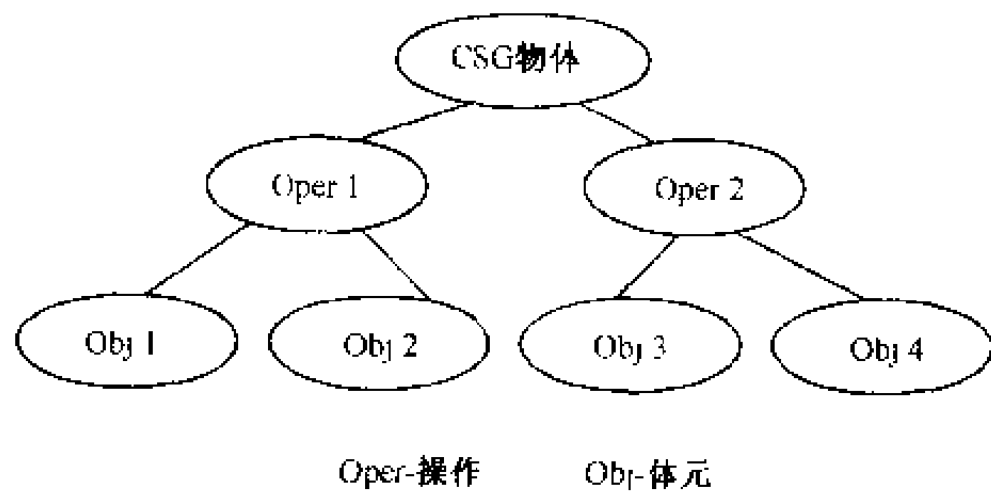 CSG物体
Oper 1
Oper 2
Obj 1
Obj 2
Obj 3
Obj 4
Oper-操作
Obj-体元